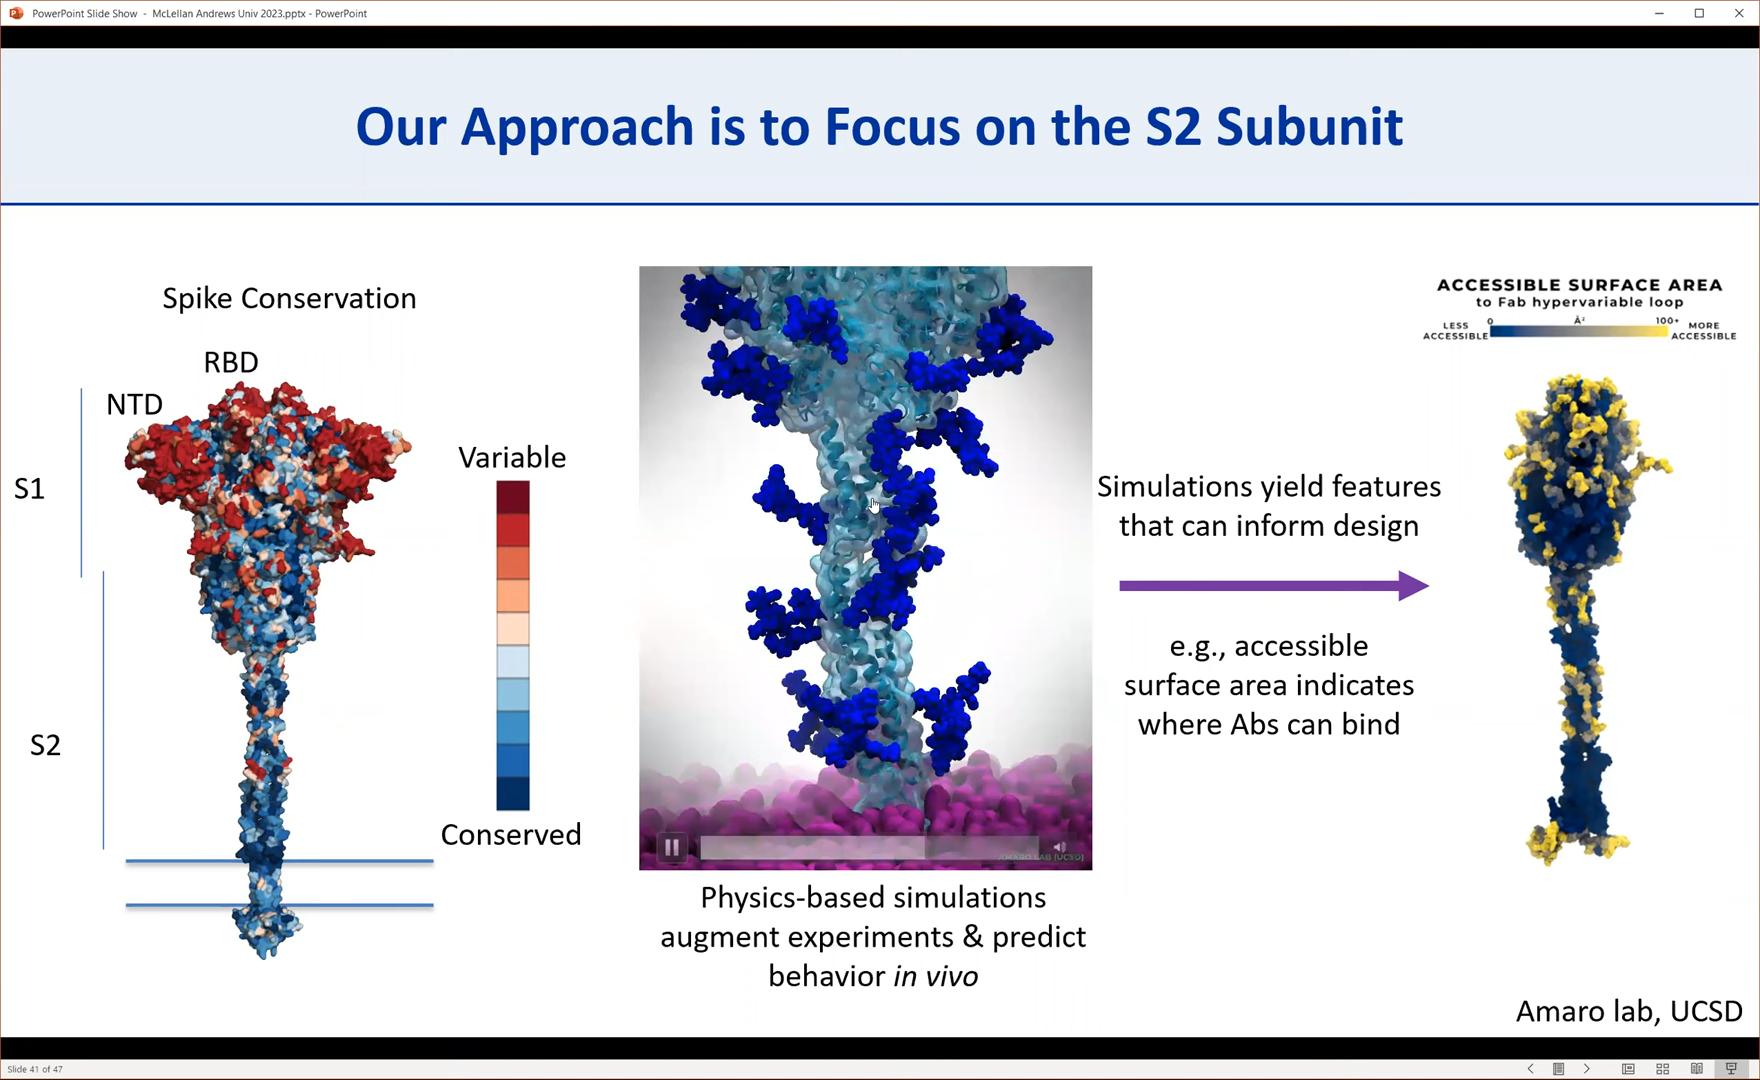 PowerPoint Slide Show - McLellan Andrews Univ 2023.pptx - PowerPoint
Our Approach is to Focus on the S2 Subunit
Spike Conservation
RBD
NTD
S1
S2
Variable
Conserved
AMARO LAB (UCSD)
Physics-based simulations
augment experiments & predict
behavior in vivo
Simulations yield features
that can inform design
e.g., accessible
surface area indicates
where Abs can bind
ACCESSIBLE SURFACE AREA
to Fab hypervariable loop
LESS ACCESSIBLE
0
Å²
100+
MORE ACCESSIBLE
Amaro lab, UCSD
Slide 41 of 47